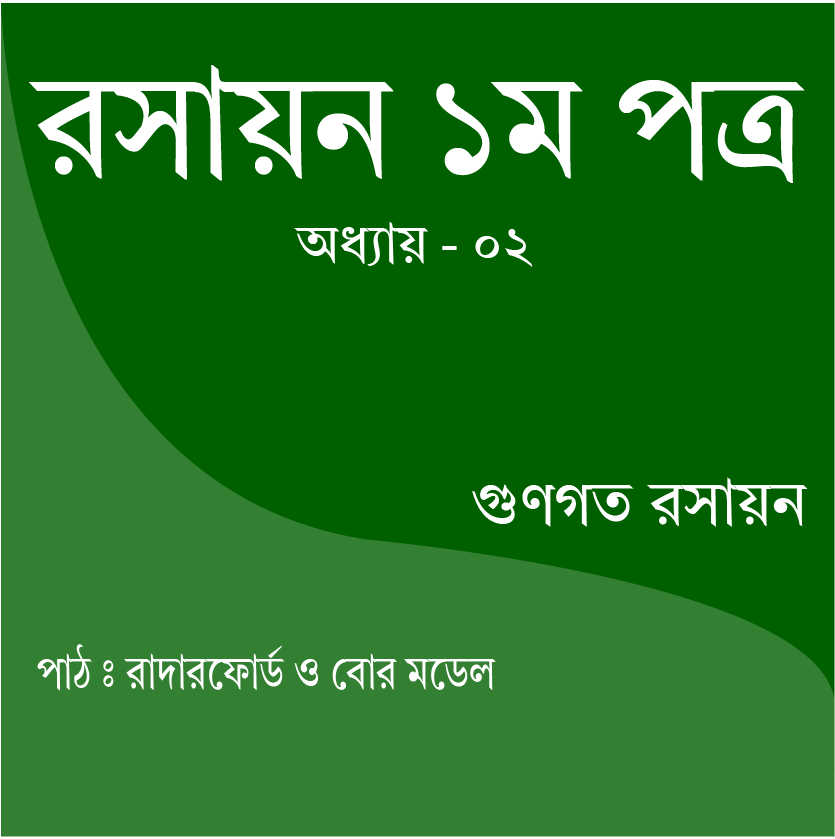 রসায়ন ১ম পত্র
অধ্যায় - ০২
গুণগত রসায়ন
পাঠ ঃ রাদারফোর্ড ও বোর মডেল